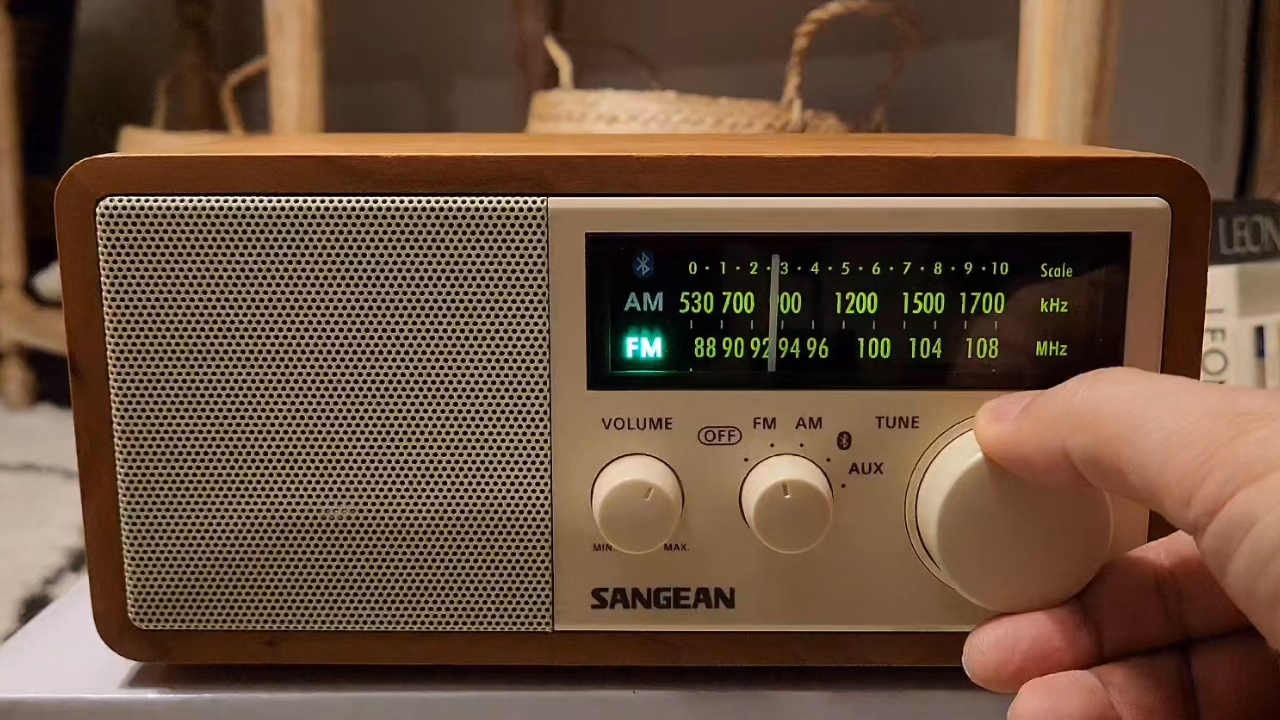 0 · 1 · 2 · 3 · 4 · 5 · 6 · 7 · 8 · 9 · 10 Scale
AM 530 700 900 1200 1500 1700 kHz
FM 88 90 92 94 96 100 104 108 MHz
VOLUME OFF FM AM TUNE
AUX
MIN. MAX.
SANGEAN
LEON